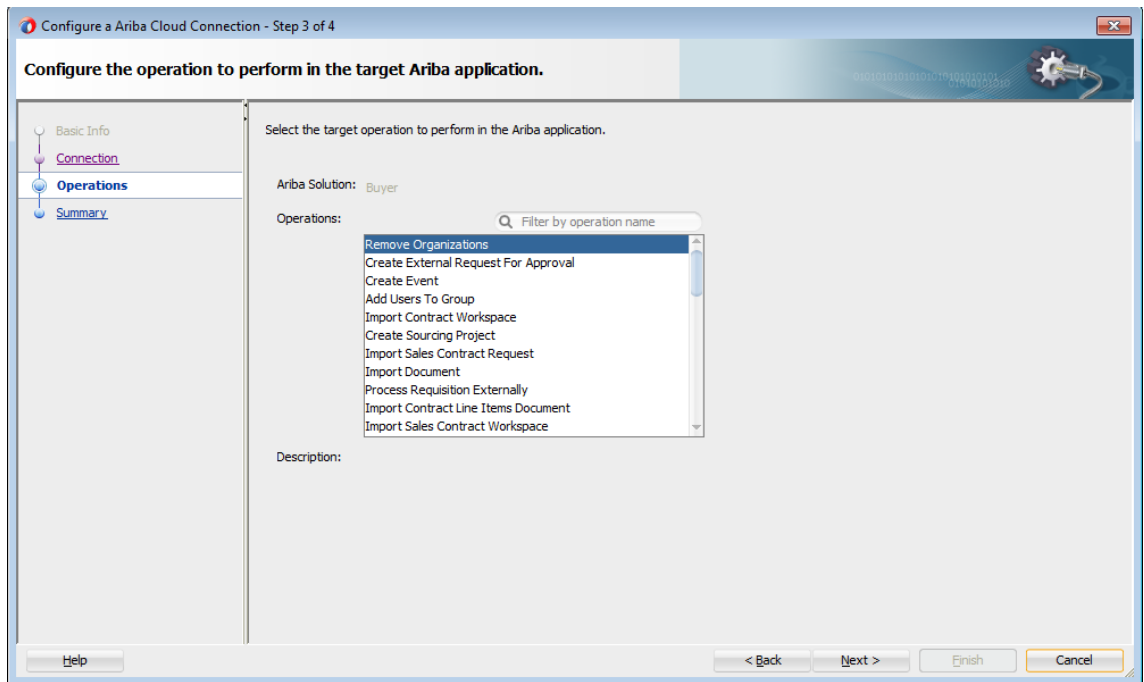 Configure a Ariba Cloud Connection - Step 3 of 4
Configure the operation to perform in the target Ariba application.
Basic Info
Connection
Operations
Summary
Select the target operation to perform in the Ariba application.
Ariba Solution: Buyer
Operations: Filter by operation name
Remove Organizations
Create External Request For Approval
Create Event
Add Users To Group
Import Contract Workspace
Create Sourcing Project
Import Sales Contract Request
Import Document
Process Requisition Externally
Import Contract Line Items Document
Import Sales Contract Workspace
Description:
Help < Back Next > Finish Cancel